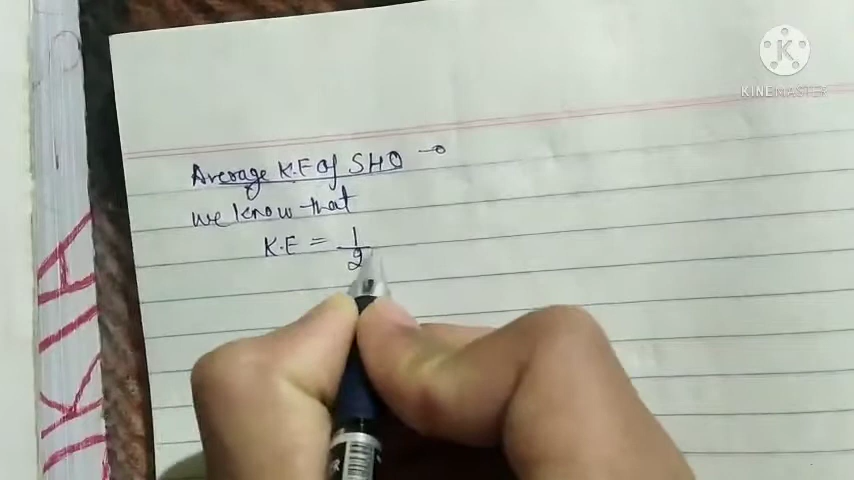 Average K.E of SHO →
We know that
K.E = 1/2
K
KINEMASTER